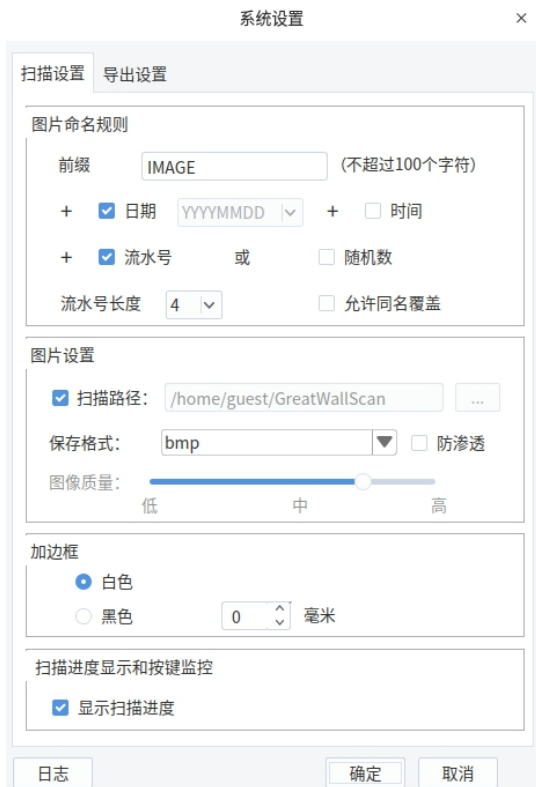 系统设置 ×
扫描设置 导出设置
图片命名规则
前缀 IMAGE (不超过100个字符)
+ 日期 YYYYMMDD + 时间
+ 流水号 或 随机数
流水号长度 4 允许同名覆盖
图片设置
扫描路径： /home/guest/GreatWallScan ...
保存格式： bmp 防渗透
图像质量：
低 中 高
加边框
白色
黑色 0 毫米
扫描进度显示和按键监控
显示扫描进度
日志 确定 取消